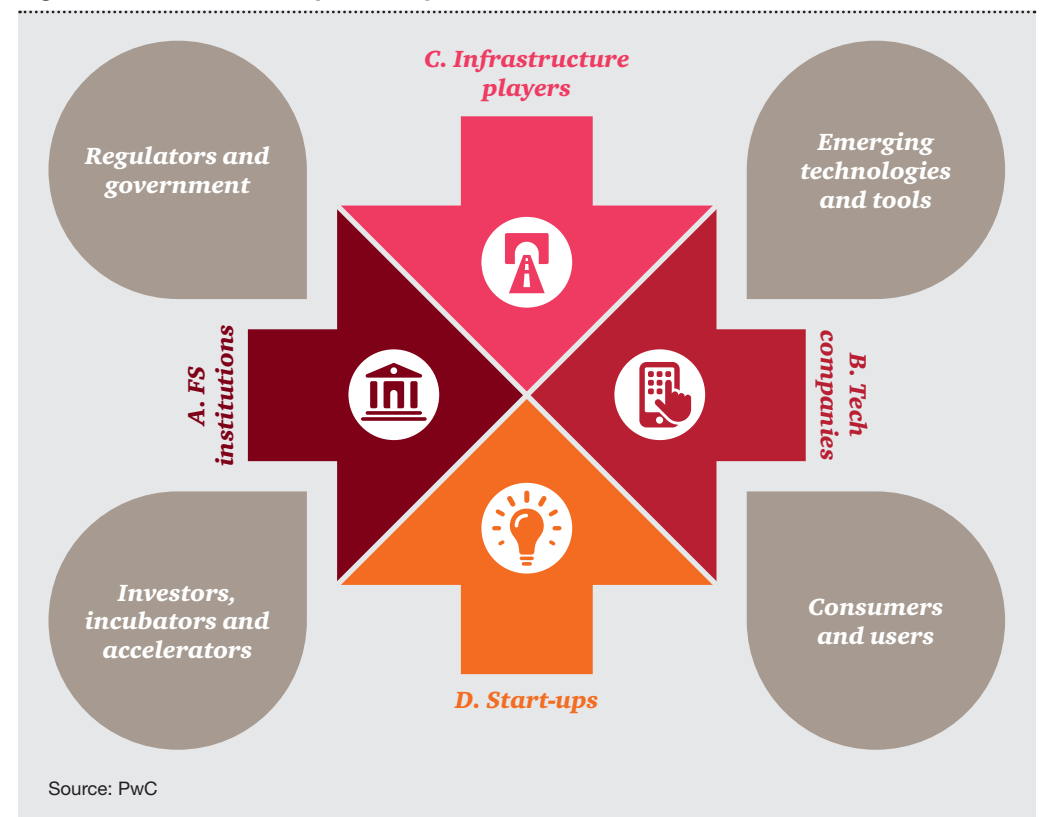 C. Infrastructure
players
Regulators and
government
Emerging
technologies
and tools
A. FS
institutions
B. Tech
companies
Investors,
incubators and
accelerators
Consumers
and users
D. Start-ups
Source: PwC